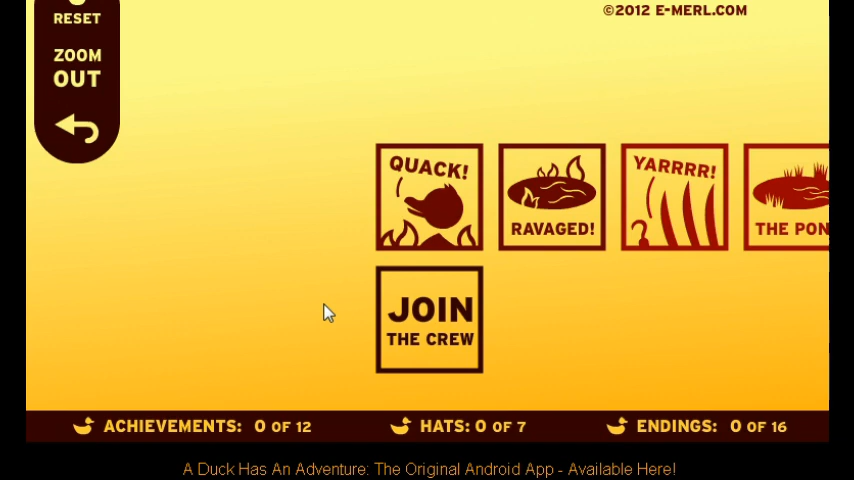 ©2012 E-MERL.COM
RESET
ZOOM
OUT
QUACK!
RAVAGED!
YARRRR!
THE PON
JOIN
THE CREW
ACHIEVEMENTS: 0 OF 12
HATS: 0 OF 7
ENDINGS: 0 OF 16
A Duck Has An Adventure: The Original Android App - Available Here!